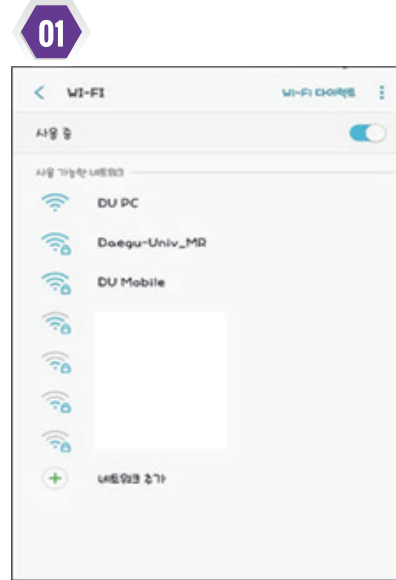 01
< WI-FI WI-FI 다이렉트
사용 중
사용 가능한 네트워크
DU PC
Daegu-Univ_MR
DU Mobile
네트워크 추가